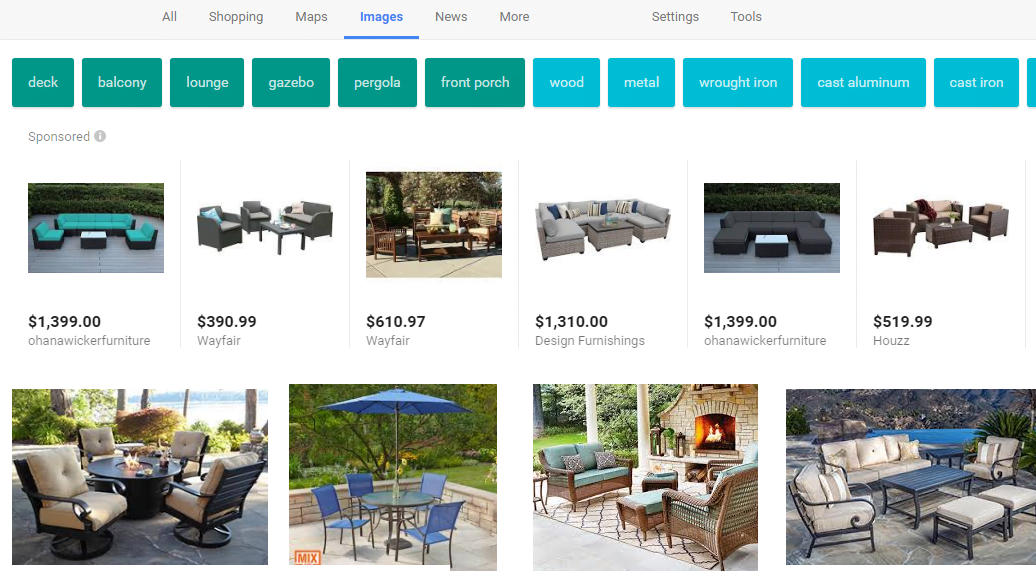 All Shopping Maps Images News More Settings Tools
deck balcony lounge gazebo pergola front porch wood metal wrought iron cast aluminum cast iron
Sponsored
$1,399.00 $390.99 $610.97 $1,310.00 $1,399.00 $519.99
ohanawickerfurniture Wayfair Wayfair Design Furnishings ohanawickerfurniture Houzz
MIX